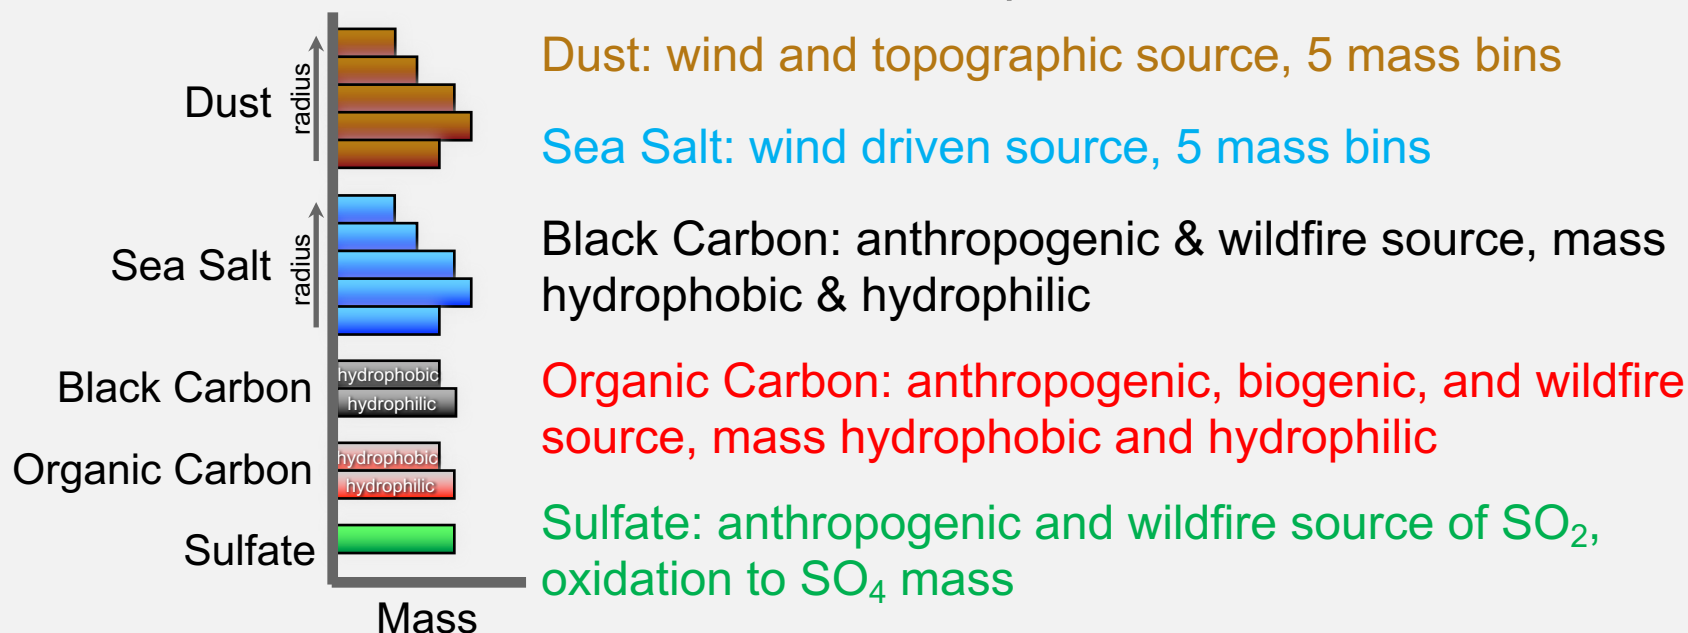 Dust: wind and topographic source, 5 mass bins
Dust
radius
Sea Salt: wind driven source, 5 mass bins
Sea Salt
radius
Black Carbon: anthropogenic & wildfire source, mass
hydrophobic & hydrophilic
Black Carbon
hydrophobic
hydrophilic
Organic Carbon: anthropogenic, biogenic, and wildfire
source, mass hydrophobic and hydrophilic
Organic Carbon
hydrophobic
hydrophilic
Sulfate: anthropogenic and wildfire source of SO₂,
oxidation to SO₄ mass
Sulfate
Mass